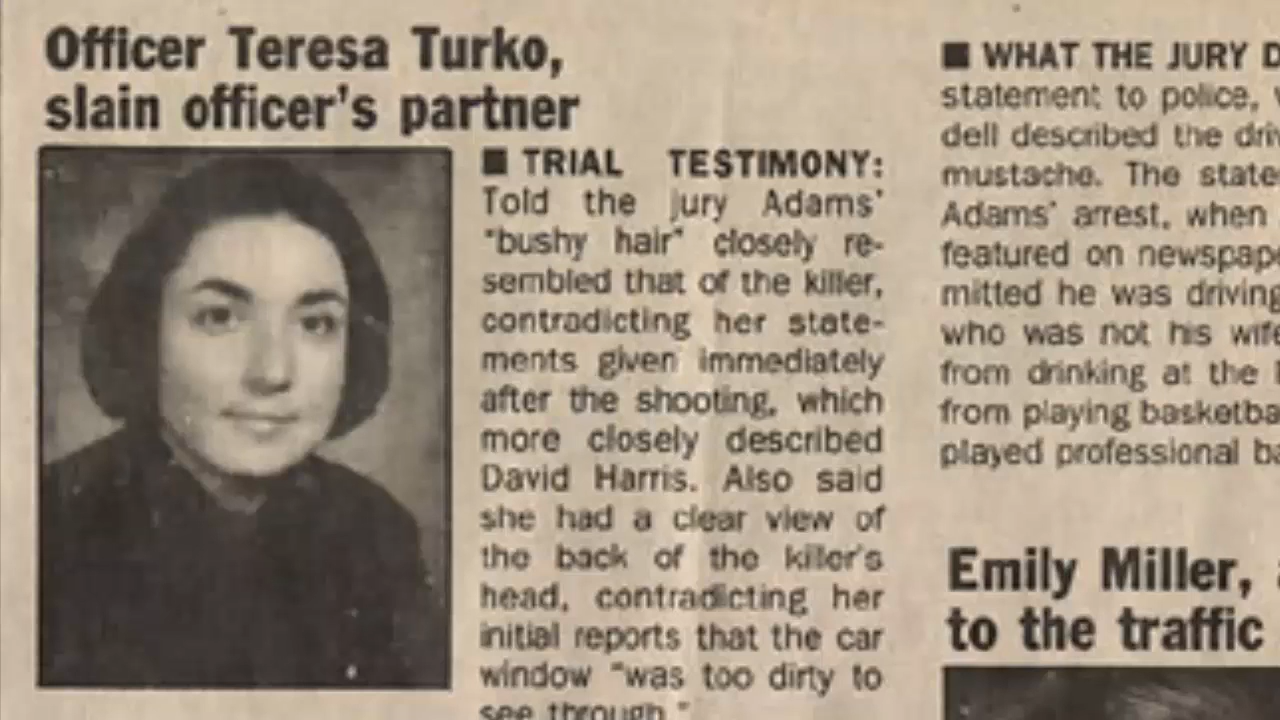 Officer Teresa Turko,
slain officer's partner
■ TRIAL TESTIMONY:
Told the jury Adams'
"bushy hair" closely re-
sembled that of the killer,
contradicting her state-
ments given immediately
after the shooting, which
more closely described
David Harris. Also said
she had a clear view of
the back of the killer's
head, contradicting her
initial reports that the car
window "was too dirty to
see through."
■ WHAT THE JURY
statement to police,
dell described the
mustache. The
Adams' arrest, when
featured on
mitted he was driving
who was not his
from drinking at the
from playing
played professional
Emily Miller,
to the traffic